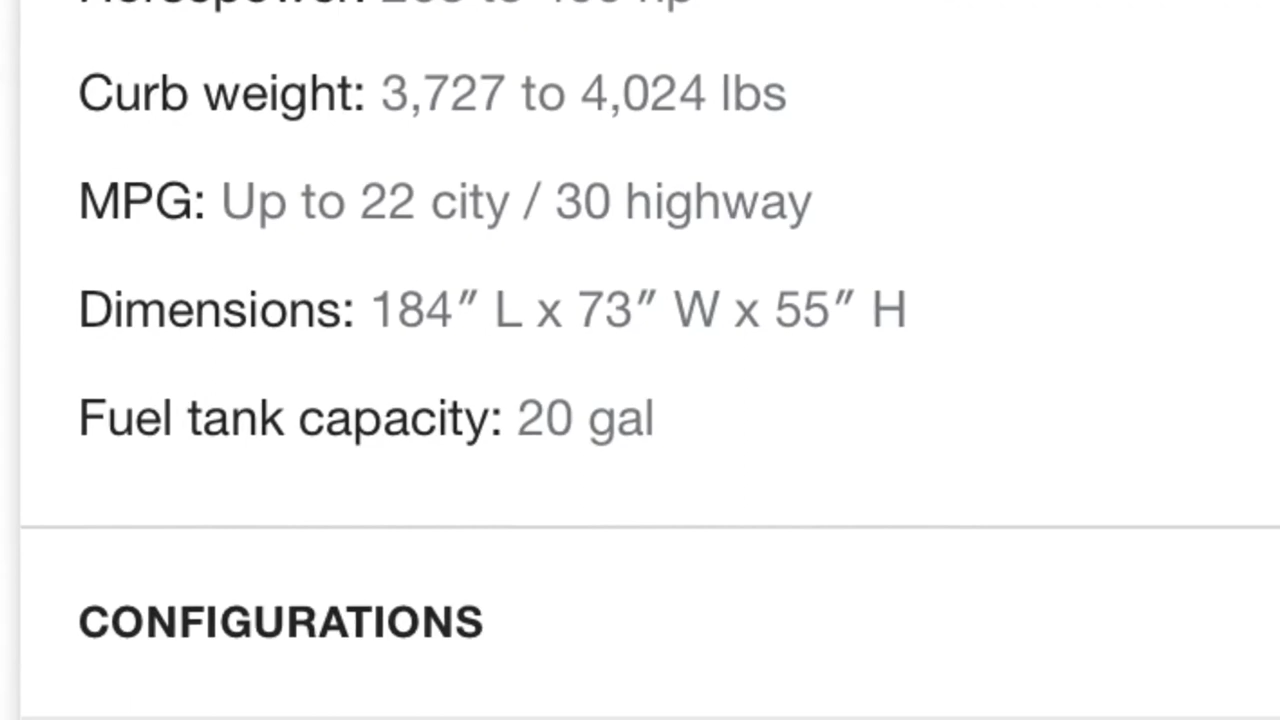 Curb weight: 3,727 to 4,024 lbs
MPG: Up to 22 city / 30 highway
Dimensions: 184″ L x 73″ W x 55″ H
Fuel tank capacity: 20 gal
CONFIGURATIONS